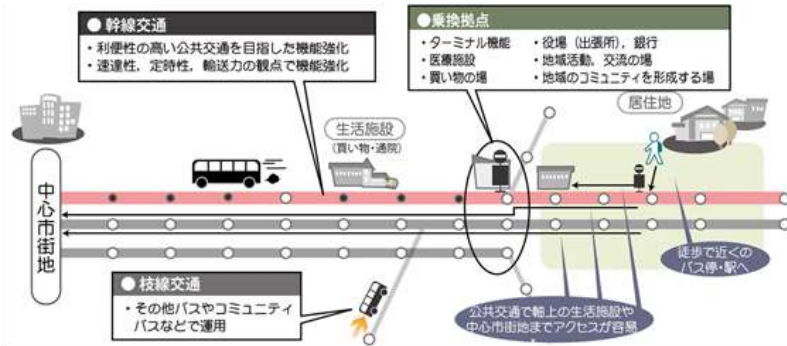 ● 幹線交通
・利便性の高い公共交通を目指した機能強化
・速達性，定時性，輸送力の観点で機能強化
●乗換拠点
・ターミナル機能
・医療施設
・買い物の場
・役場（出張所），銀行
・地域活動，交流の場
・地域のコミュニティを形成する場
居住地
生活施設
（買い物・通院）
中心市街地
徒歩で近くの
バス停・駅へ
● 枝線交通
・その他バスやコミュニティ
バスなどで運用
公共交通で軸上の生活施設や
中心市街地までアクセスが容易